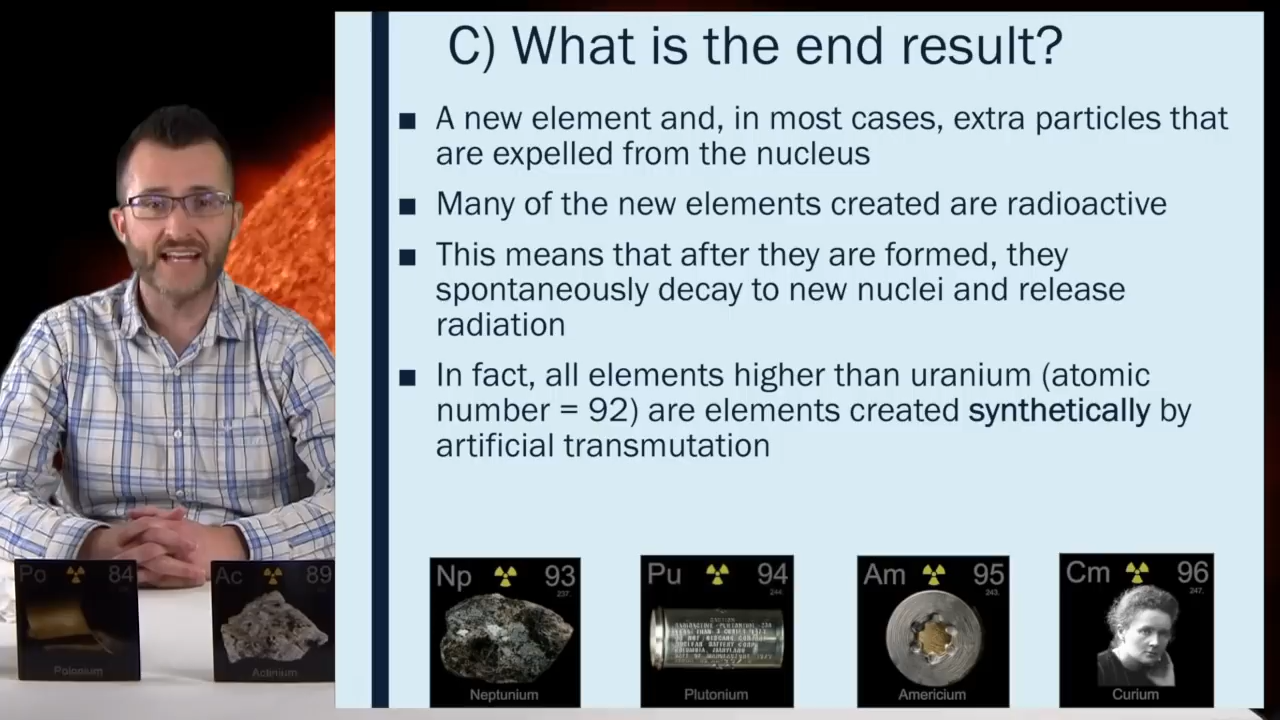 C) What is the end result?
■ A new element and, in most cases, extra particles that
are expelled from the nucleus
■ Many of the new elements created are radioactive
■ This means that after they are formed, they
spontaneously decay to new nuclei and release
radiation
■ In fact, all elements higher than uranium (atomic
number = 92) are elements created synthetically by
artificial transmutation
Po 84
Polonium
Ac 89
Actinium
Np 93
237.
Neptunium
Pu 94
244.
Plutonium
Am 95
243.
Americium
Cm 96
247.
Curium